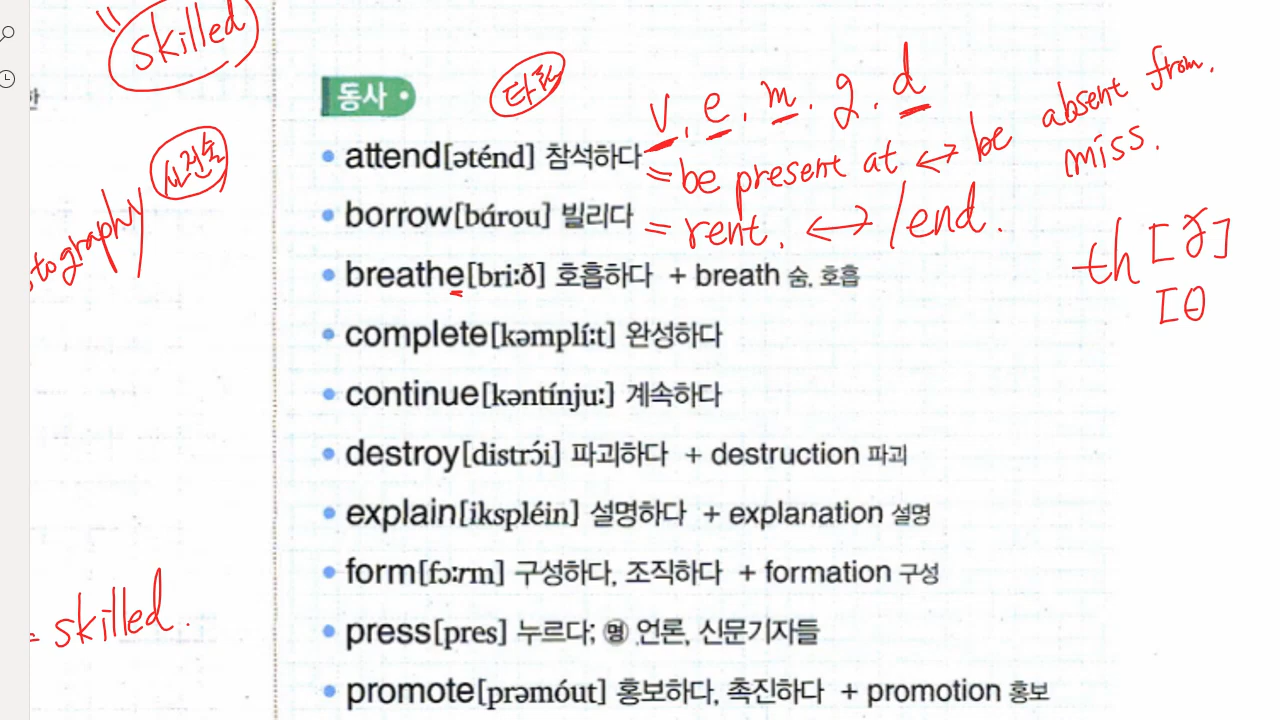 skilled
동사
v. e. m. g. d
attend[əténd] 참석하다
= be present at ↔ be absent from.
miss.
borrow[bárou] 빌리다
= rent. ↔ lend.
사진술
tography
breathe[bri:ð] 호흡하다 + breath 숨, 호흡
th [ð]
[θ
complete[kəmplí:t] 완성하다
continue[kəntínju:] 계속하다
destroy[distrɔ́i] 파괴하다 + destruction 파괴
explain[ikspléin] 설명하다 + explanation 설명
form[fɔ:rm] 구성하다, 조직하다 + formation 구성
= skilled.
press[pres] 누르다; 명 언론, 신문기자들
promote[prəmóut] 홍보하다, 촉진하다 + promotion 홍보